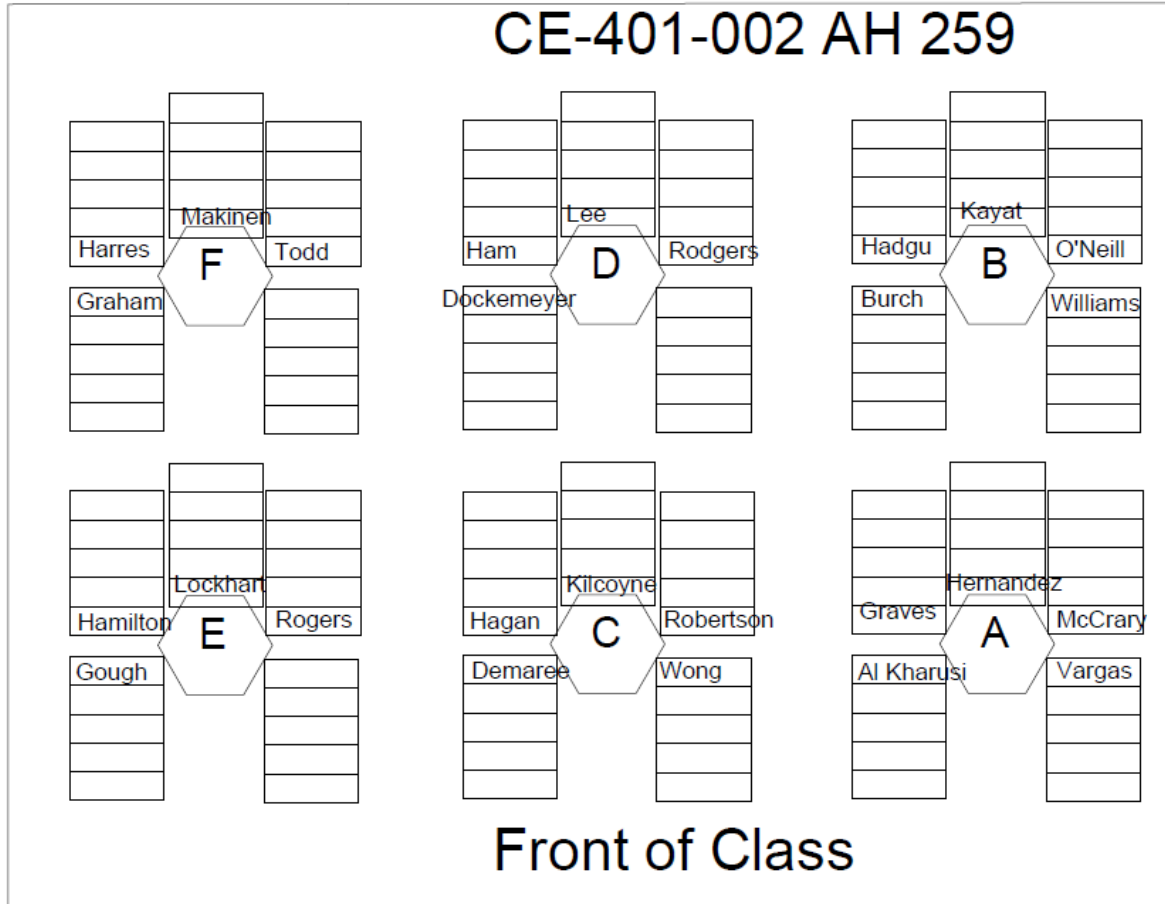 CE-401-002 AH 259
Makinen
Harres
F
Todd
Graham
Lee
Ham
D
Rodgers
Dockemeyer
Kayat
Hadgu
B
O'Neill
Burch
Williams
Lockhart
Hamilton
E
Rogers
Gough
Kilcoyne
Hagan
C
Robertson
Demaree
Wong
Hernandez
Graves
A
McCrary
Al Kharusi
Vargas
Front of Class